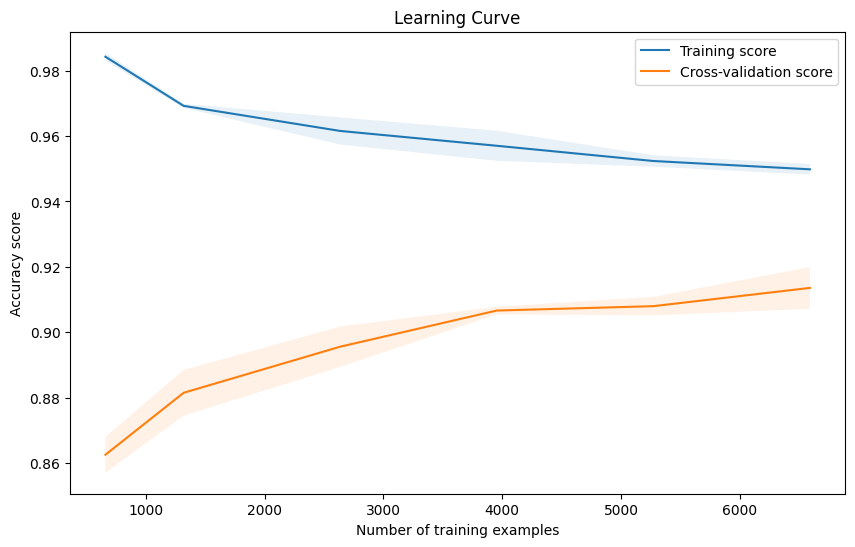 Learning Curve
Training score
Cross-validation score
0.98
0.96
0.94
0.92
0.90
0.88
0.86
Accuracy score
1000 2000 3000 4000 5000 6000
Number of training examples